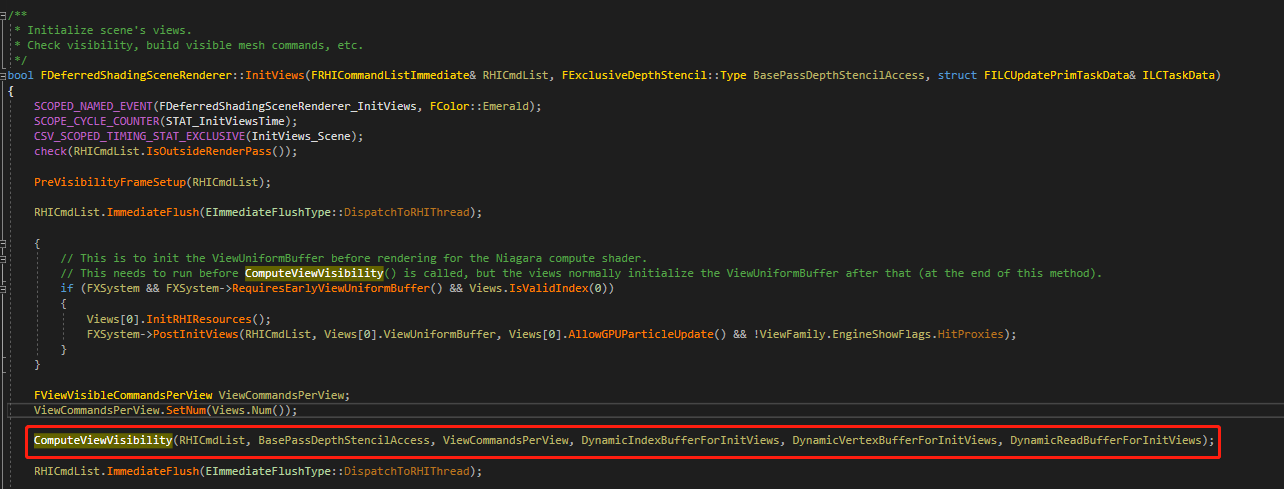 /**
 * Initialize scene's views.
 * Check visibility, build visible mesh commands, etc.
 */
bool FDeferredShadingSceneRenderer::InitViews(FRHICommandListImmediate& RHICmdList, FExclusiveDepthStencil::Type BasePassDepthStencilAccess, struct FILCUpdatePrimTaskData& ILCTaskData)
{
    SCOPED_NAMED_EVENT(FDeferredShadingSceneRenderer_InitViews, FColor::Emerald);
    SCOPE_CYCLE_COUNTER(STAT_InitViewsTime);
    CSV_SCOPED_TIMING_STAT_EXCLUSIVE(InitViews_Scene);
    check(RHICmdList.IsOutsideRenderPass());
    PreVisibilityFrameSetup(RHICmdList);
    RHICmdList.ImmediateFlush(EImmediateFlushType::DispatchToRHIThread);
    {
        // This is to init the ViewUniformBuffer before rendering for the Niagara compute shader.
        // This needs to run before ComputeViewVisibility() is called, but the views normally initialize the ViewUniformBuffer after that (at the end of this method).
        if (FXSystem && FXSystem->RequiresEarlyViewUniformBuffer() && Views.IsValidIndex(0))
        {
            Views[0].InitRHIResources();
            FXSystem->PostInitViews(RHICmdList, Views[0].ViewUniformBuffer, Views[0].AllowGPUParticleUpdate() && !ViewFamily.EngineShowFlags.HitProxies);
        }
    }
    FViewVisibleCommandsPerView ViewCommandsPerView;
    ViewCommandsPerView.SetNum(Views.Num());
    ComputeViewVisibility(RHICmdList, BasePassDepthStencilAccess, ViewCommandsPerView, DynamicIndexBufferForInitViews, DynamicVertexBufferForInitViews, DynamicReadBufferForInitViews);
    RHICmdList.ImmediateFlush(EImmediateFlushType::DispatchToRHIThread);